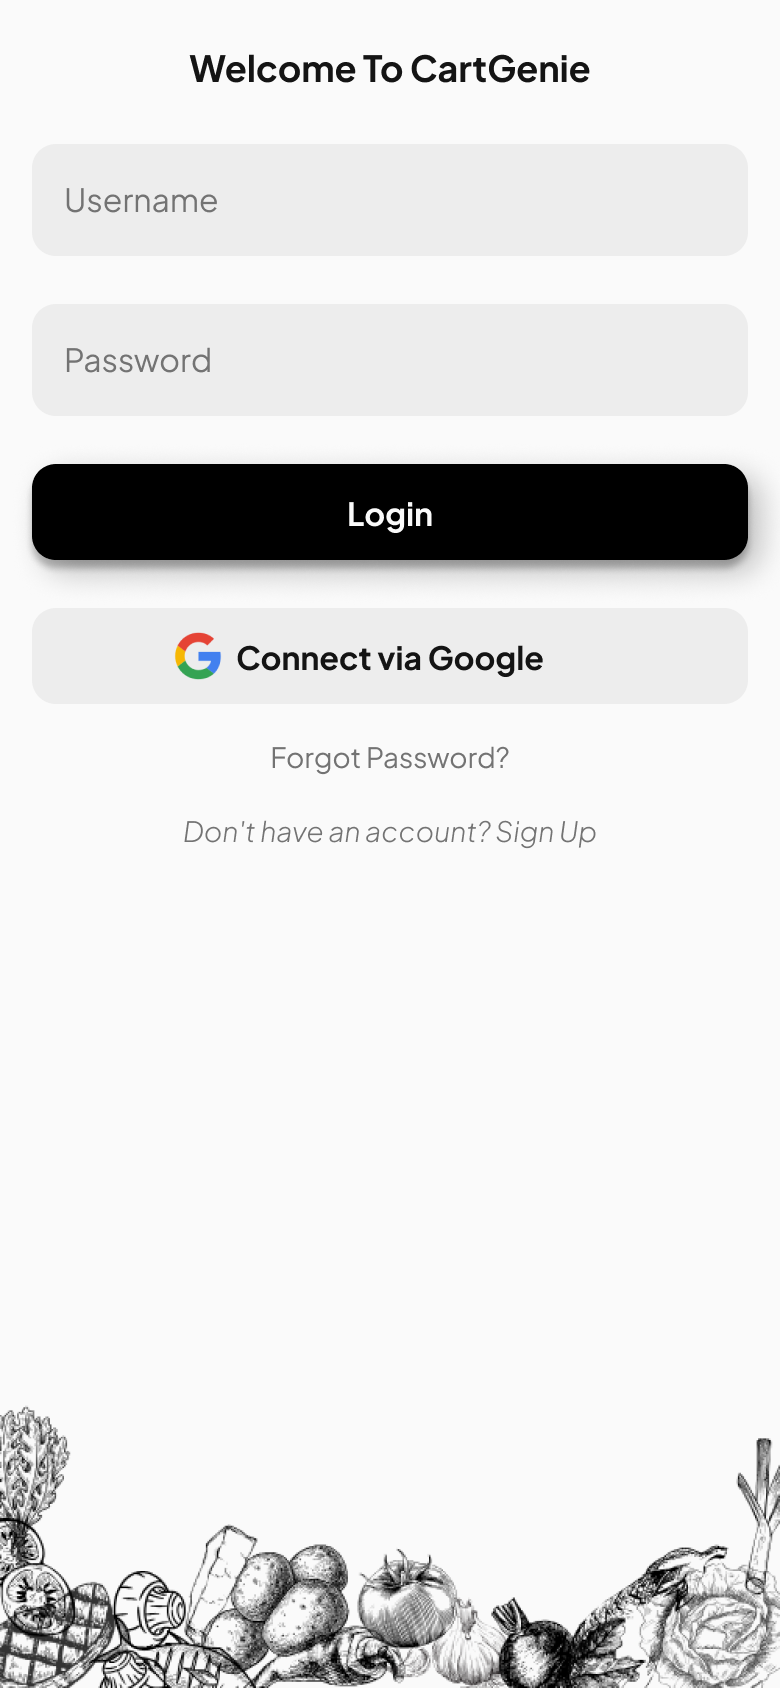 Welcome To CartGenie
Username
Password
Login
Connect via Google
Forgot Password?
Don't have an account? Sign Up